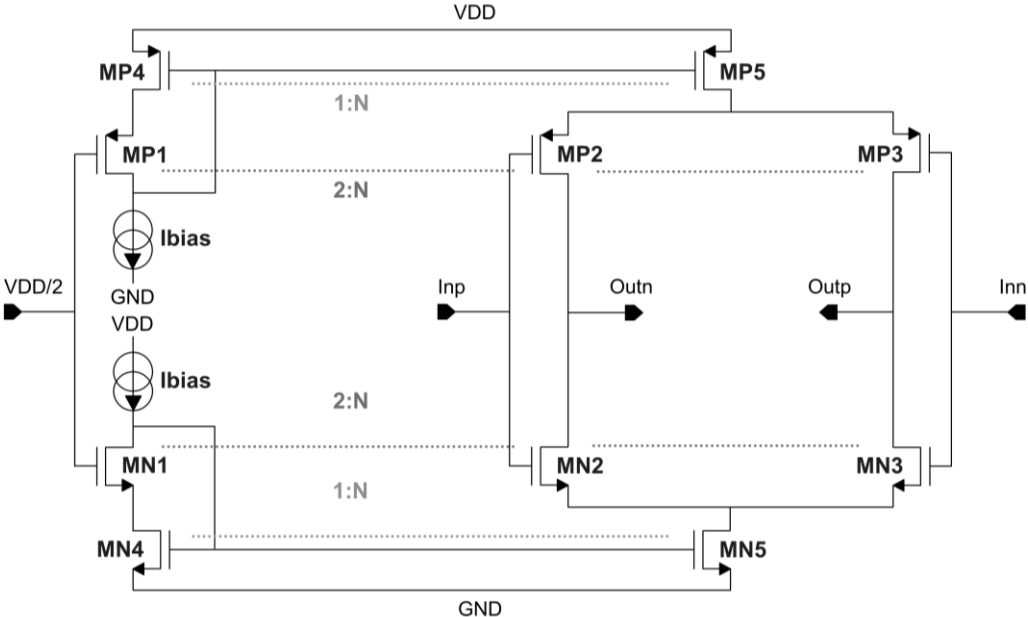 VDD
MP4
MP5
1:N
MP1
MP2
MP3
2:N
Ibias
VDD/2
GND
Inp
Outn
Outp
Inn
VDD
Ibias
2:N
MN1
MN2
MN3
1:N
MN4
MN5
GND